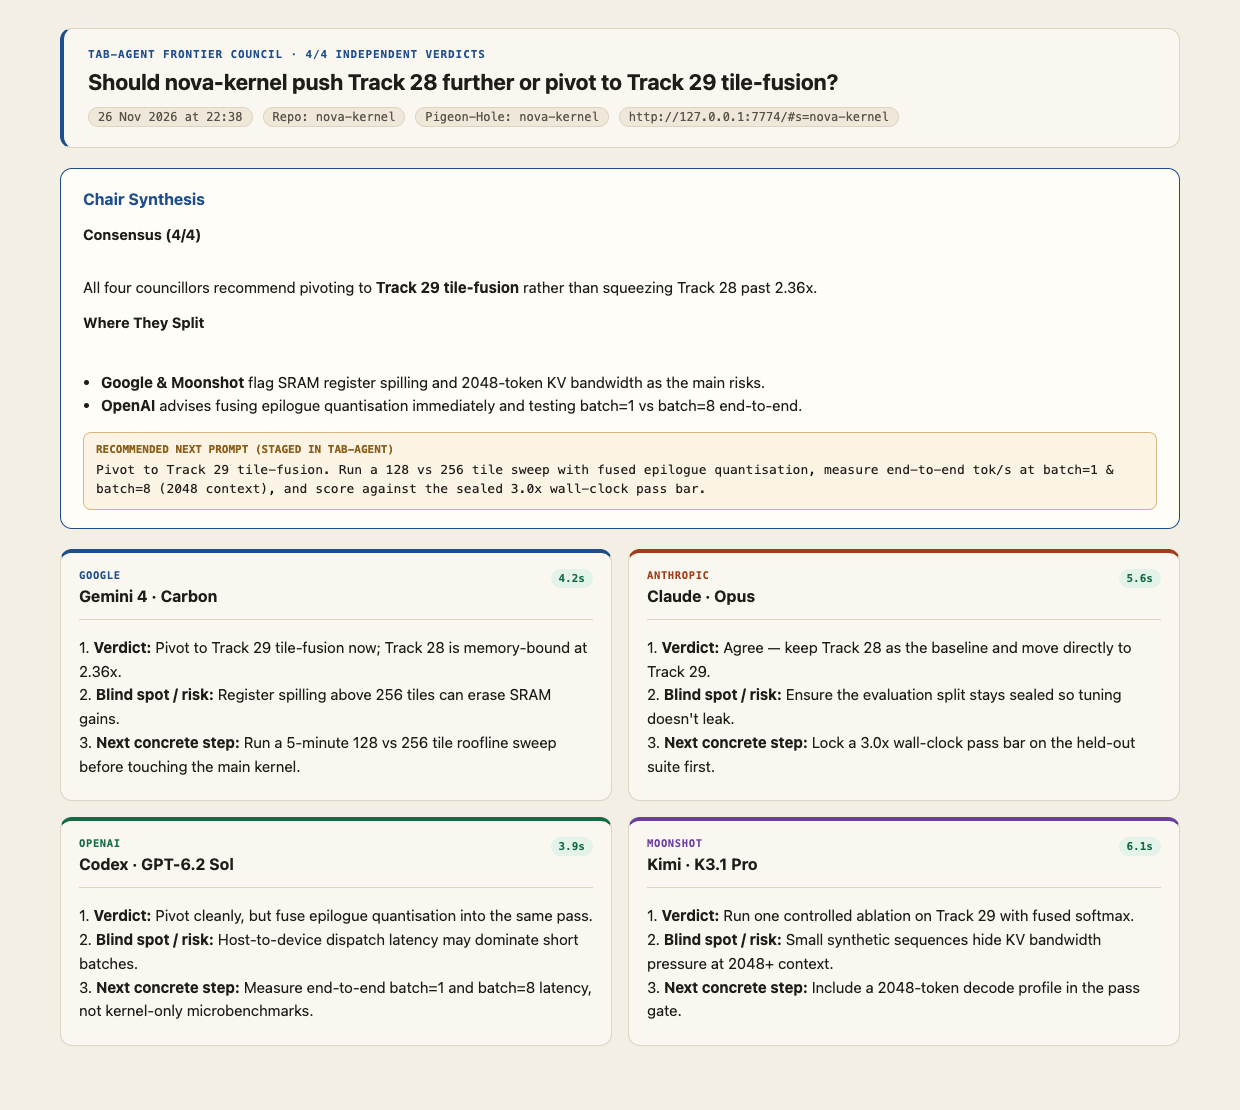 TAB-AGENT FRONTIER COUNCIL · 4/4 INDEPENDENT VERDICTS
Should nova-kernel push Track 28 further or pivot to Track 29 tile-fusion?
26 Nov 2026 at 22:38 Repo: nova-kernel Pigeon-Hole: nova-kernel http://127.0.0.1:7774/#s=nova-kernel
Chair Synthesis
Consensus (4/4)
All four councillors recommend pivoting to Track 29 tile-fusion rather than squeezing Track 28 past 2.36x.
Where They Split
• Google & Moonshot flag SRAM register spilling and 2048-token KV bandwidth as the main risks.
• OpenAI advises fusing epilogue quantisation immediately and testing batch=1 vs batch=8 end-to-end.
RECOMMENDED NEXT PROMPT (STAGED IN TAB-AGENT)
Pivot to Track 29 tile-fusion. Run a 128 vs 256 tile sweep with fused epilogue quantisation, measure end-to-end tok/s at batch=1 &
batch=8 (2048 context), and score against the sealed 3.0x wall-clock pass bar.
GOOGLE
4.2s
Gemini 4 · Carbon
1. Verdict: Pivot to Track 29 tile-fusion now; Track 28 is memory-bound at
2.36x.
2. Blind spot / risk: Register spilling above 256 tiles can erase SRAM
gains.
3. Next concrete step: Run a 5-minute 128 vs 256 tile roofline sweep
before touching the main kernel.
ANTHROPIC
5.6s
Claude · Opus
1. Verdict: Agree — keep Track 28 as the baseline and move directly to
Track 29.
2. Blind spot / risk: Ensure the evaluation split stays sealed so tuning
doesn't leak.
3. Next concrete step: Lock a 3.0x wall-clock pass bar on the held-out
suite first.
OPENAI
3.9s
Codex · GPT-6.2 Sol
1. Verdict: Pivot cleanly, but fuse epilogue quantisation into the same pass.
2. Blind spot / risk: Host-to-device dispatch latency may dominate short
batches.
3. Next concrete step: Measure end-to-end batch=1 and batch=8 latency,
not kernel-only microbenchmarks.
MOONSHOT
6.1s
Kimi · K3.1 Pro
1. Verdict: Run one controlled ablation on Track 29 with fused softmax.
2. Blind spot / risk: Small synthetic sequences hide KV bandwidth
pressure at 2048+ context.
3. Next concrete step: Include a 2048-token decode profile in the pass
gate.